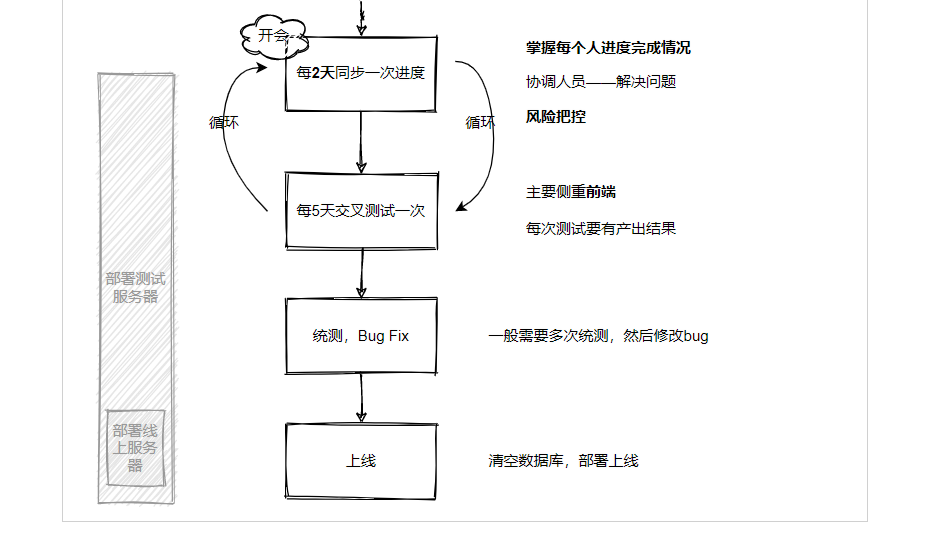 开会
每2天同步一次进度
掌握每个人进度完成情况
协调人员——解决问题
风险把控
循环
循环
每5天交叉测试一次
主要侧重前端
每次测试要有产出结果
部署测试
服务器
统测，Bug Fix
一般需要多次统测，然后修改bug
部署线
上服务
器
上线
清空数据库，部署上线